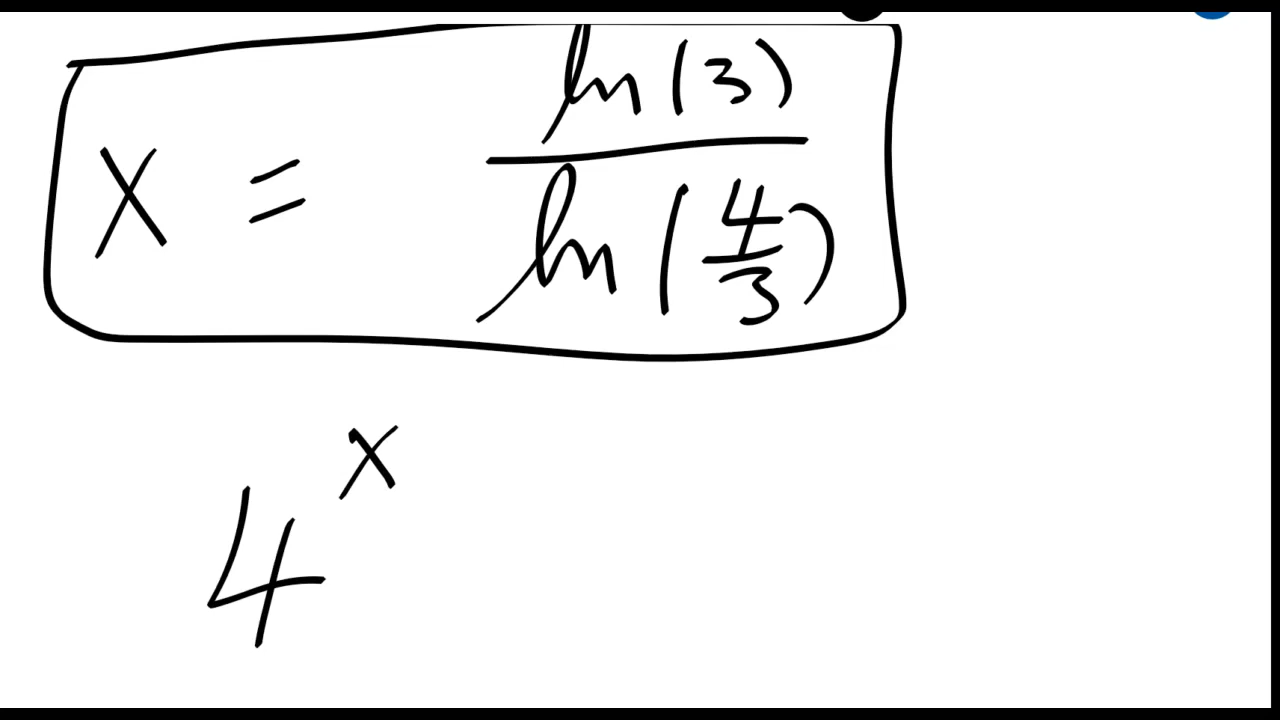 x = ln(3) / ln(4/3)
4^x